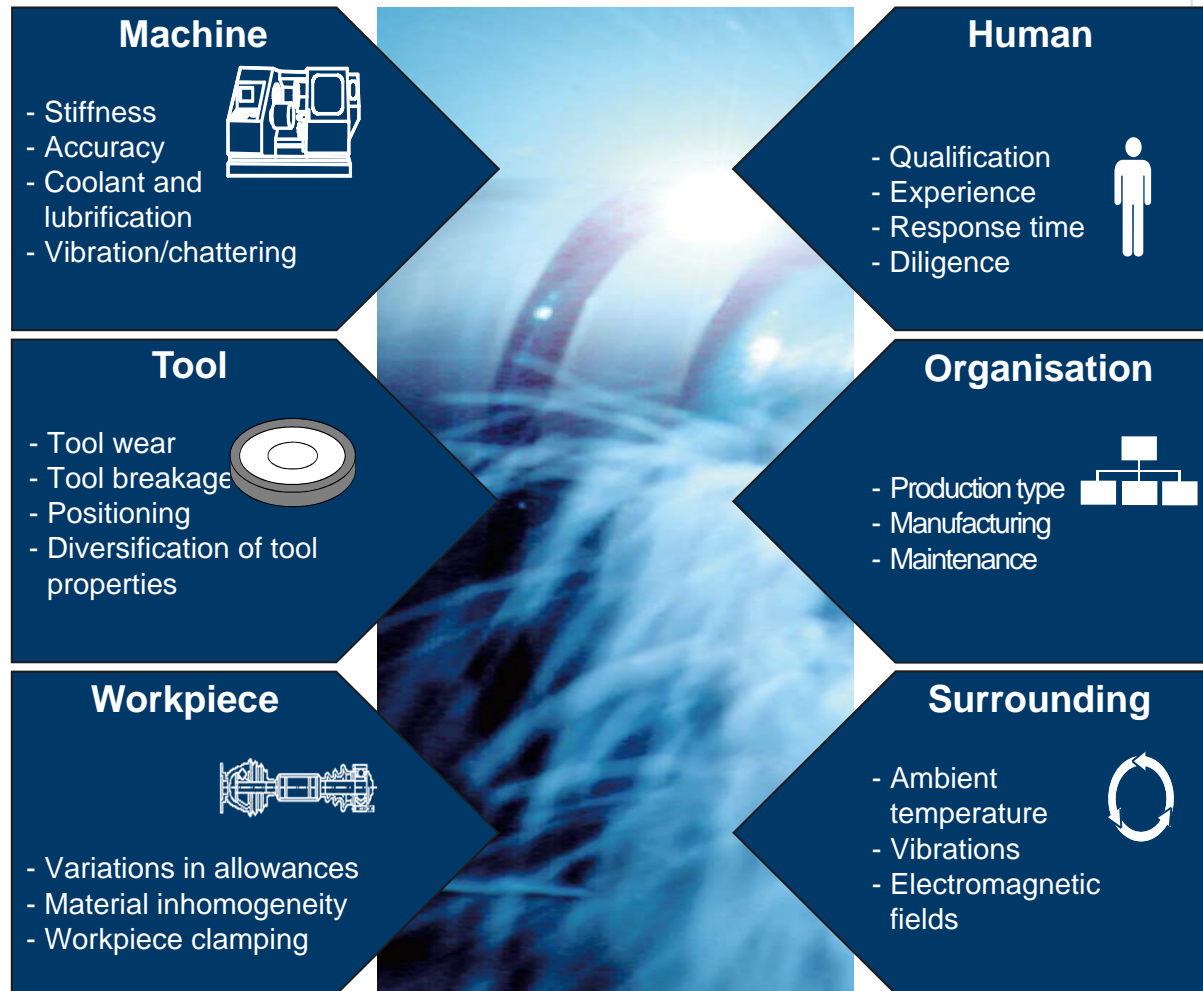 Machine
- Stiffness
- Accuracy
- Coolant and
lubrification
- Vibration/chattering
Human
- Qualification
- Experience
- Response time
- Diligence
Tool
- Tool wear
- Tool breakage
- Positioning
- Diversification of tool
properties
Organisation
- Production type
- Manufacturing
- Maintenance
Workpiece
- Variations in allowances
- Material inhomogeneity
- Workpiece clamping
Surrounding
- Ambient
temperature
- Vibrations
- Electromagnetic
fields